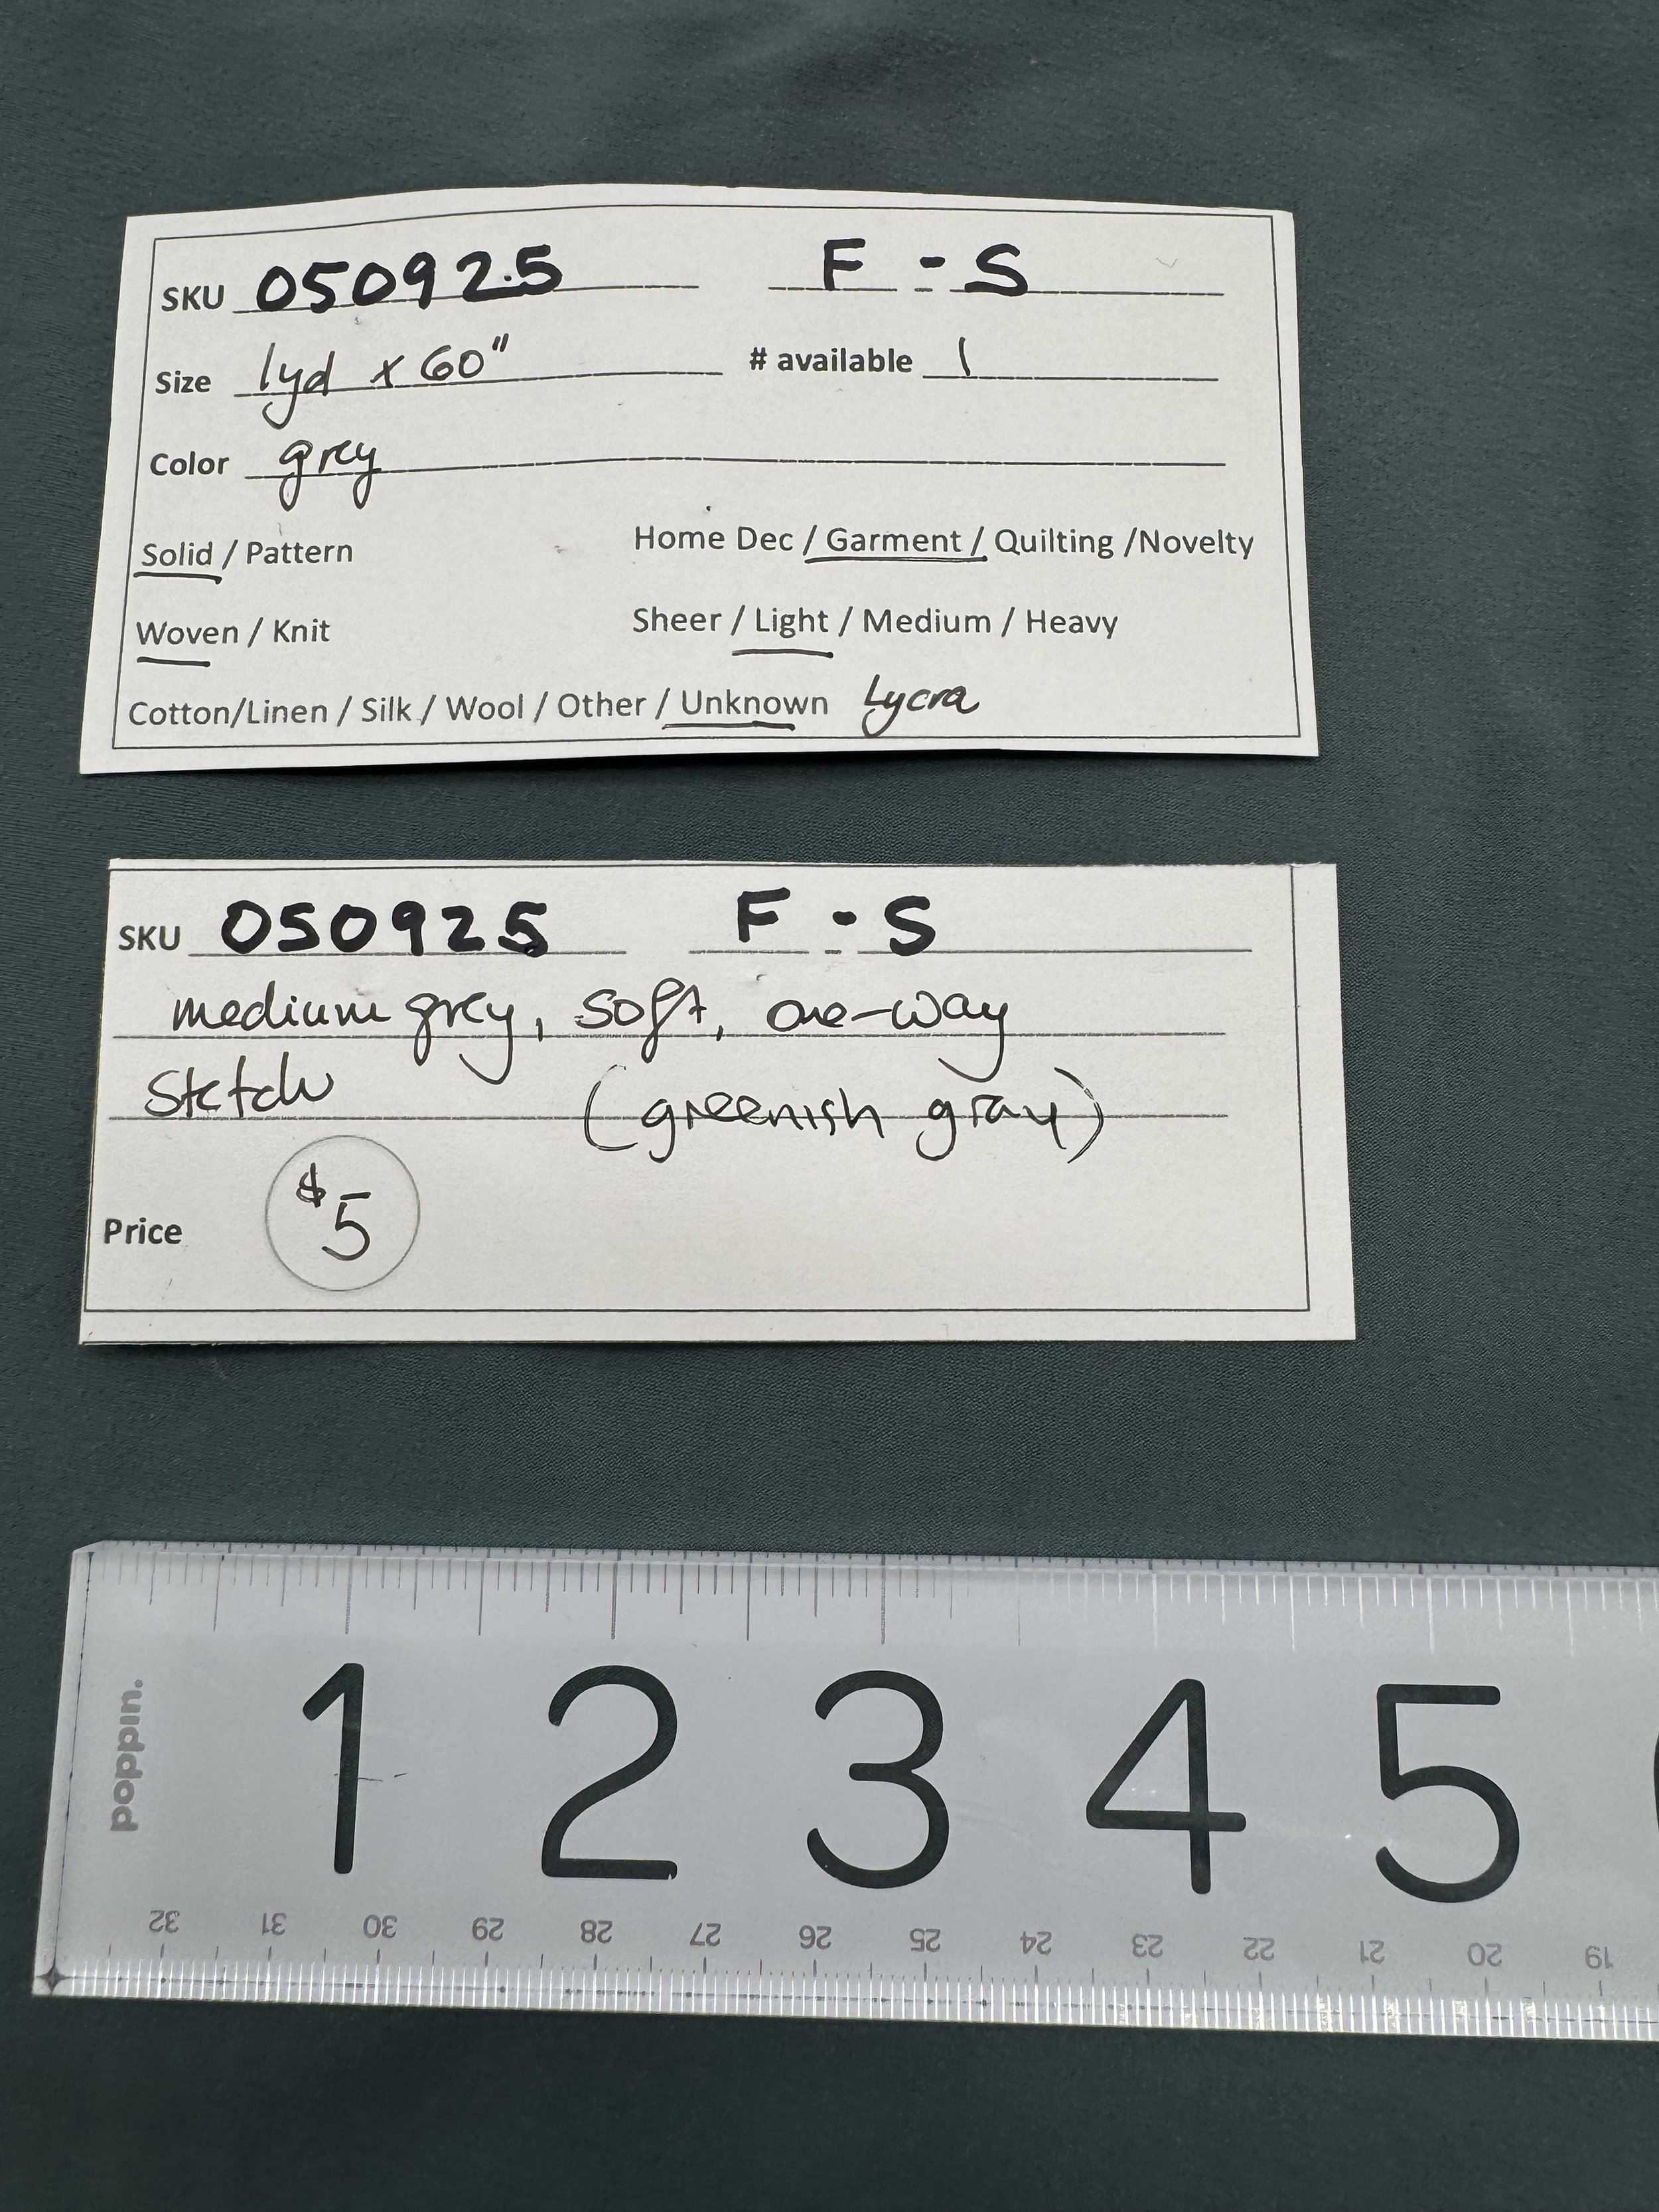 SKU 050925 F - S
Size 1yd x 60" # available 1
Color grey
Solid / Pattern Home Dec / Garment / Quilting /Novelty
Woven / Knit Sheer / Light / Medium / Heavy
Cotton/Linen / Silk / Wool / Other / Unknown Lycra
SKU 050925 F - S
medium grey, soft, one-way
stetch (greenish gray)
Price $5
poppin.
1 2 3 4 5
32 31 30 29 28 27 26 25 24 23 22 21 20 19